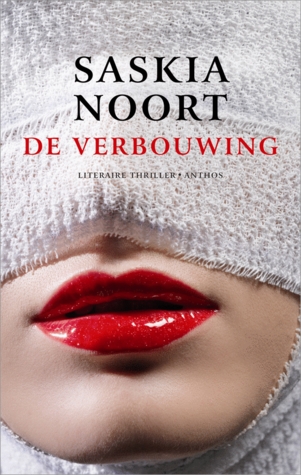 SASKIA
NOORT
DE VERBOUWING
LITERAIRE THRILLER • ANTHOS